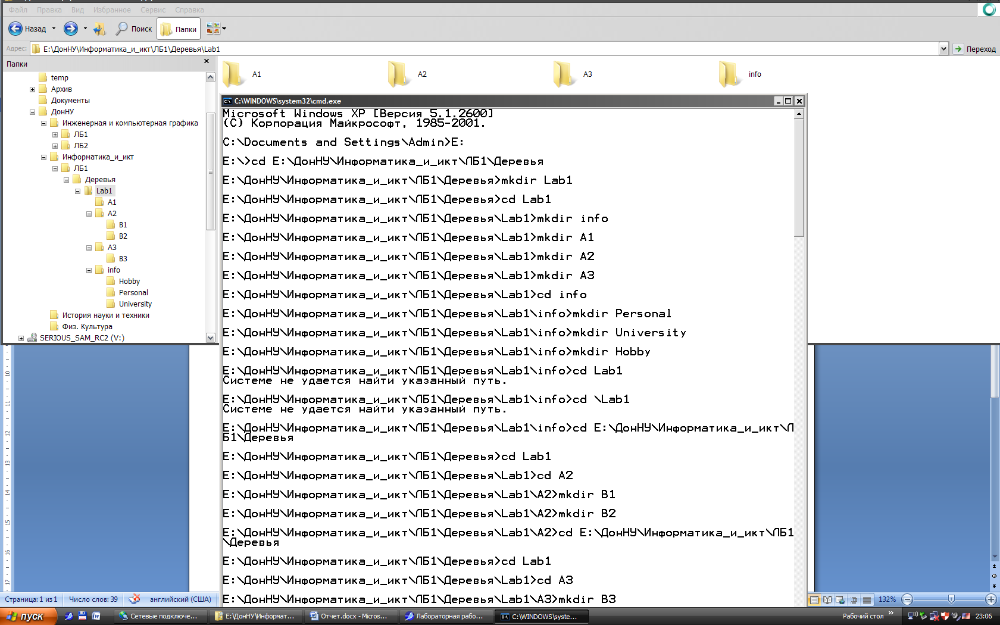 Файл Правка Вид Избранное Сервис Справка
Назад Поиск Папки
Адрес: E:\ДонНУ\Информатика_и_икт\ЛБ1\Деревья\Lab1 Переход
Папки
temp
Архив
Документы
ДонНУ
Инженерная и компьютерная графика
ЛБ1
ЛБ2
Информатика_и_икт
ЛБ1
Деревья
Lab1
A1
A2
B1
B2
A3
B3
info
Hobby
Personal
University
История науки и техники
Физ. Культура
SERIOUS_SAM_RC2 (V:)
A1 A2 A3 info
C:\WINDOWS\system32\cmd.exe
Microsoft Windows XP [Версия 5.1.2600]
(C) Корпорация Майкрософт, 1985-2001.
C:\Documents and Settings\Admin>E:
E:\>cd E:\ДонНУ\Информатика_и_икт\ЛБ1\Деревья
E:\ДонНУ\Информатика_и_икт\ЛБ1\Деревья>mkdir Lab1
E:\ДонНУ\Информатика_и_икт\ЛБ1\Деревья>cd Lab1
E:\ДонНУ\Информатика_и_икт\ЛБ1\Деревья\Lab1>mkdir info
E:\ДонНУ\Информатика_и_икт\ЛБ1\Деревья\Lab1>mkdir A1
E:\ДонНУ\Информатика_и_икт\ЛБ1\Деревья\Lab1>mkdir A2
E:\ДонНУ\Информатика_и_икт\ЛБ1\Деревья\Lab1>mkdir A3
E:\ДонНУ\Информатика_и_икт\ЛБ1\Деревья\Lab1>cd info
E:\ДонНУ\Информатика_и_икт\ЛБ1\Деревья\Lab1\info>mkdir Personal
E:\ДонНУ\Информатика_и_икт\ЛБ1\Деревья\Lab1\info>mkdir University
E:\ДонНУ\Информатика_и_икт\ЛБ1\Деревья\Lab1\info>mkdir Hobby
E:\ДонНУ\Информатика_и_икт\ЛБ1\Деревья\Lab1\info>cd Lab1
Системе не удается найти указанный путь.
E:\ДонНУ\Информатика_и_икт\ЛБ1\Деревья\Lab1\info>cd \Lab1
Системе не удается найти указанный путь.
E:\ДонНУ\Информатика_и_икт\ЛБ1\Деревья\Lab1\info>cd E:\ДонНУ\Информатика_и_икт\Л
Б1\Деревья
E:\ДонНУ\Информатика_и_икт\ЛБ1\Деревья>cd Lab1
E:\ДонНУ\Информатика_и_икт\ЛБ1\Деревья\Lab1>cd A2
E:\ДонНУ\Информатика_и_икт\ЛБ1\Деревья\Lab1\A2>mkdir B1
E:\ДонНУ\Информатика_и_икт\ЛБ1\Деревья\Lab1\A2>mkdir B2
E:\ДонНУ\Информатика_и_икт\ЛБ1\Деревья\Lab1\A2>cd E:\ДонНУ\Информатика_и_икт\ЛБ1
\Деревья
E:\ДонНУ\Информатика_и_икт\ЛБ1\Деревья>cd Lab1
E:\ДонНУ\Информатика_и_икт\ЛБ1\Деревья\Lab1>cd A3
E:\ДонНУ\Информатика_и_икт\ЛБ1\Деревья\Lab1\A3>mkdir B3
10
11
12
13
14
15
16
17
Страница: 1 из 1 Число слов: 39 английский (США) 132%
пуск Сетевые подключе... E:\ДонНУ\Информат... Отчет.docx - Micros... Лабораторная рабо... C:\WINDOWS\syste... Рабочий стол 23:06